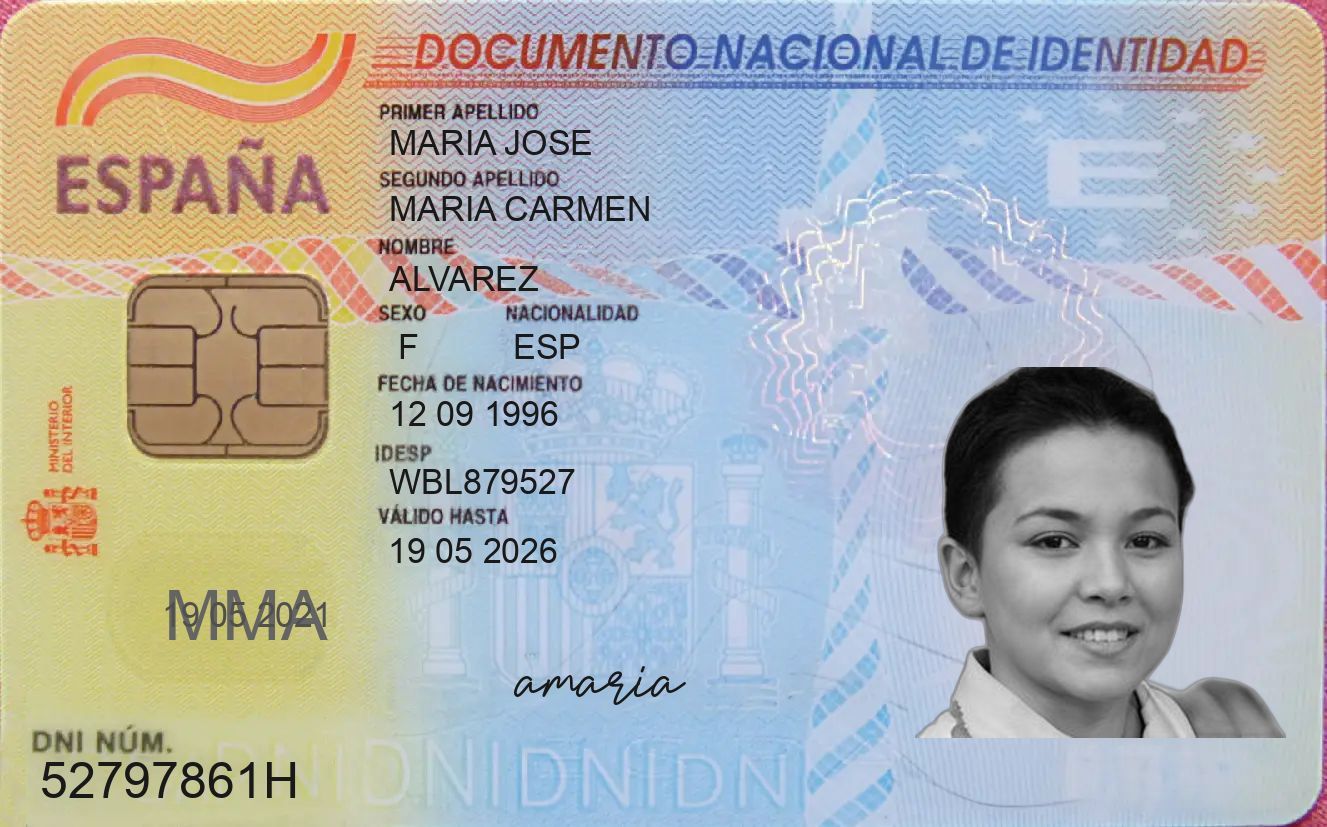 DOCUMENTO NACIONAL DE IDENTIDAD
ESPAÑA
PRIMER APELLIDO
MARIA JOSE
SEGUNDO APELLIDO
MARIA CARMEN
NOMBRE
ALVAREZ
SEXO NACIONALIDAD
F ESP
FECHA DE NACIMIENTO
12 09 1996
IDESP
WBL879527
VÁLIDO HASTA
19 05 2026
MINISTERIO
DEL INTERIOR
E
19 05 2021
MMA
amaria
DNI NÚM.
52797861H
DNIDNIDNIDNI